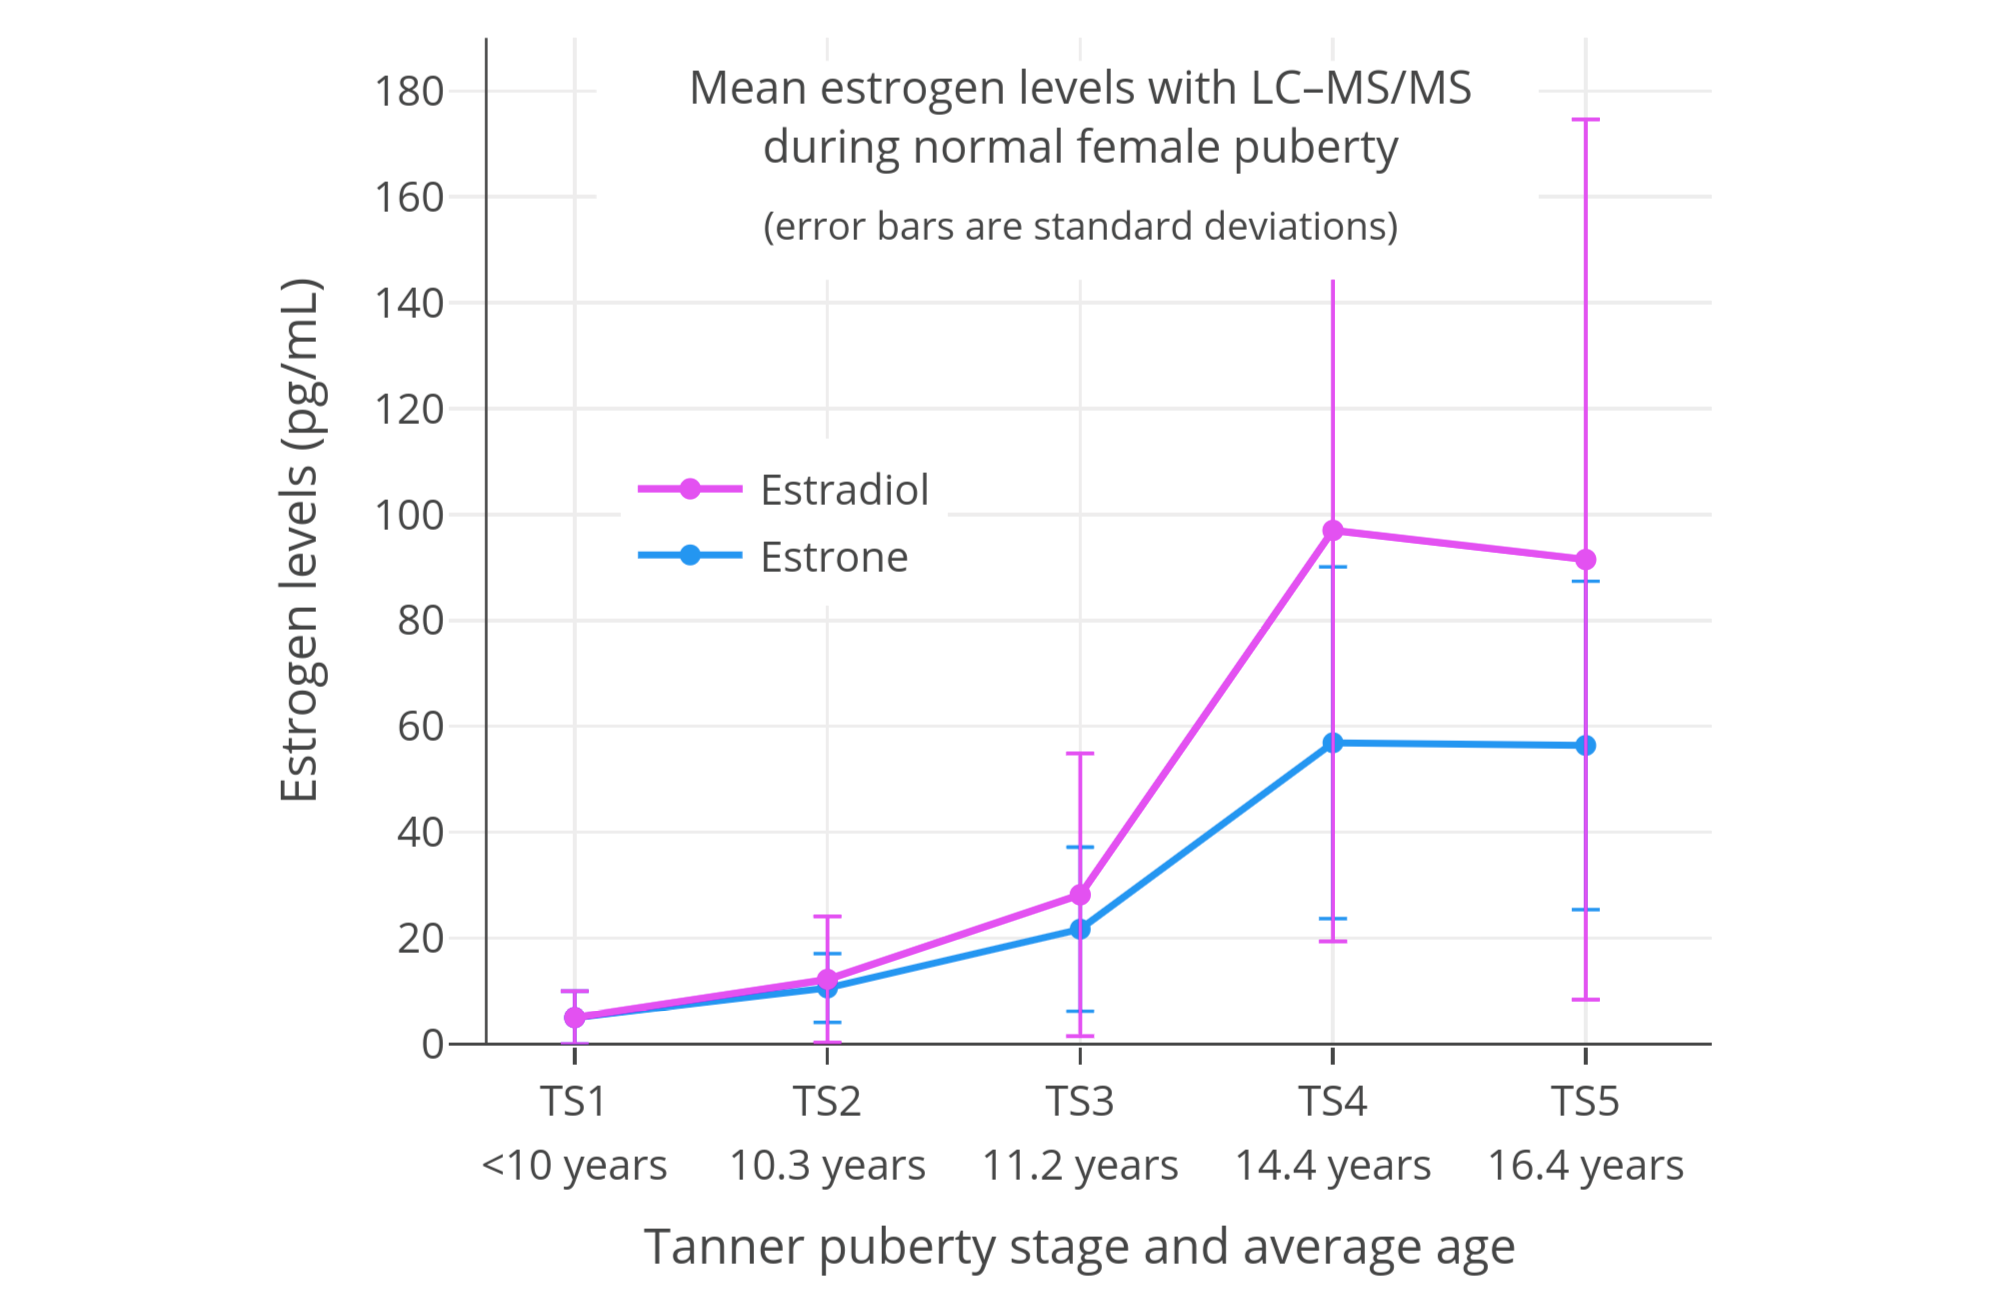 Mean estrogen levels with LC–MS/MS
during normal female puberty
(error bars are standard deviations)
Estrogen levels (pg/mL)
180
160
140
120
100
80
60
40
20
0
Estradiol
Estrone
TS1 TS2 TS3 TS4 TS5
<10 years 10.3 years 11.2 years 14.4 years 16.4 years
Tanner puberty stage and average age